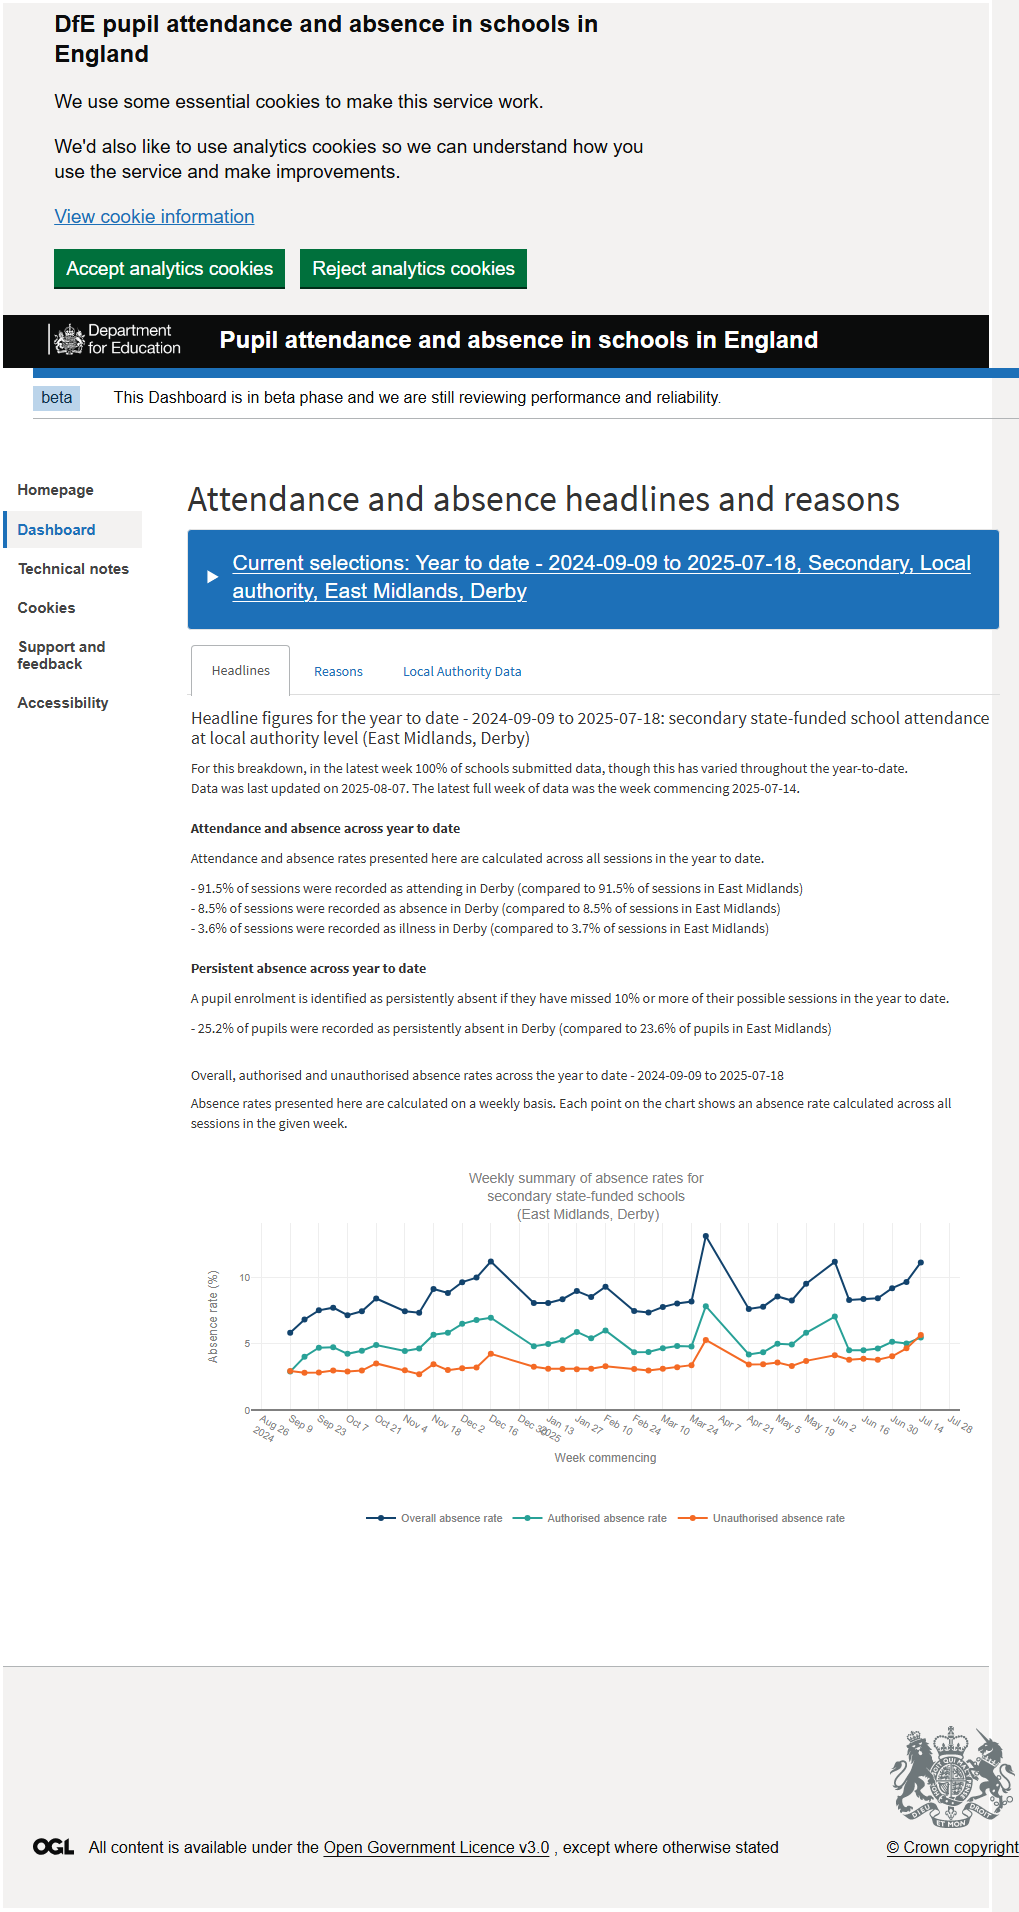 DfE pupil attendance and absence in schools in
England
We use some essential cookies to make this service work.
We'd also like to use analytics cookies so we can understand how you
use the service and make improvements.
View cookie information
Accept analytics cookies
Reject analytics cookies
Department
for Education
Pupil attendance and absence in schools in England
beta
This Dashboard is in beta phase and we are still reviewing performance and reliability.
Homepage
Dashboard
Technical notes
Cookies
Support and
feedback
Accessibility
Attendance and absence headlines and reasons
Current selections: Year to date - 2024-09-09 to 2025-07-18, Secondary, Local
authority, East Midlands, Derby
Headlines
Reasons
Local Authority Data
Headline figures for the year to date - 2024-09-09 to 2025-07-18: secondary state-funded school attendance
at local authority level (East Midlands, Derby)
For this breakdown, in the latest week 100% of schools submitted data, though this has varied throughout the year-to-date.
Data was last updated on 2025-08-07. The latest full week of data was the week commencing 2025-07-14.
Attendance and absence across year to date
Attendance and absence rates presented here are calculated across all sessions in the year to date.
- 91.5% of sessions were recorded as attending in Derby (compared to 91.5% of sessions in East Midlands)
- 8.5% of sessions were recorded as absence in Derby (compared to 8.5% of sessions in East Midlands)
- 3.6% of sessions were recorded as illness in Derby (compared to 3.7% of sessions in East Midlands)
Persistent absence across year to date
A pupil enrolment is identified as persistently absent if they have missed 10% or more of their possible sessions in the year to date.
- 25.2% of pupils were recorded as persistently absent in Derby (compared to 23.6% of pupils in East Midlands)
Overall, authorised and unauthorised absence rates across the year to date - 2024-09-09 to 2025-07-18
Absence rates presented here are calculated on a weekly basis. Each point on the chart shows an absence rate calculated across all
sessions in the given week.
Weekly summary of absence rates for
secondary state-funded schools
(East Midlands, Derby)
Absence rate (%)
10
5
0
Aug 26
2024
Sep 9
Sep 23
Oct 7
Oct 21
Nov 4
Nov 18
Dec 2
Dec 16
Dec 30
2025
Jan 13
Jan 27
Feb 10
Feb 24
Mar 10
Mar 24
Apr 7
Apr 21
May 5
May 19
Jun 2
Jun 16
Jun 30
Jul 14
Jul 28
Week commencing
Overall absence rate
Authorised absence rate
Unauthorised absence rate
DIEU ET MON DROIT
OGL
All content is available under the Open Government Licence v3.0 , except where otherwise stated
© Crown copyright